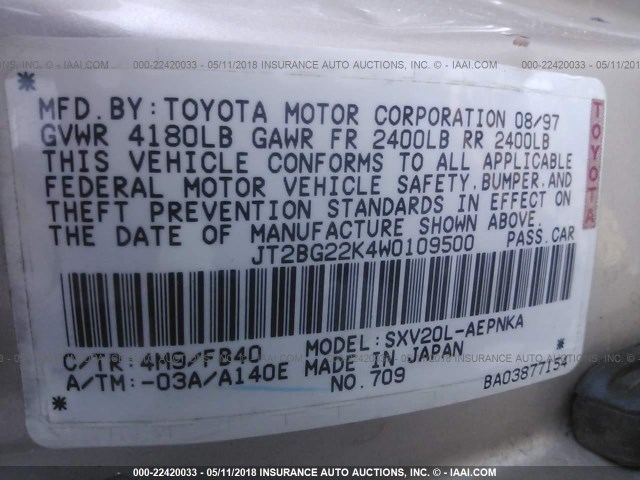 000-22420033 - 05/11/2018 INSURANCE AUTO AUCTIONS, INC. - IAAI.COM
MFD. BY: TOYOTA MOTOR CORPORATION 08/97
GVWR 4180LB GAWR FR 2400LB RR 2400LB
THIS VEHICLE CONFORMS TO ALL APPLICABLE
FEDERAL MOTOR VEHICLE SAFETY, BUMPER, AND
THEFT PREVENTION STANDARDS IN EFFECT ON
THE DATE OF MANUFACTURE SHOWN ABOVE.
JT2BG22K4W0109500 PASS. CAR
TOYOTA
C/TR: 4M9/FB40 MODEL: SXV20L-AEPNKA
A/TM: -03A/A140E MADE IN JAPAN
NO. 709 BA03877154
000-22420033 - 05/11/2018 INSURANCE AUTO AUCTIONS, INC. - IAAI.COM